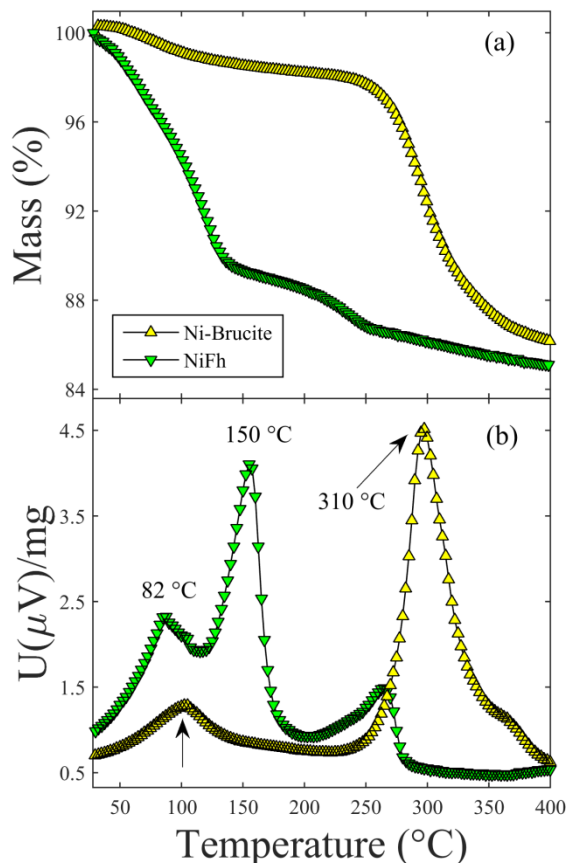 (a)
100
96
92
88
84
Mass (%)
Ni-Brucite
NiFh
(b)
4.5
3.5
2.5
1.5
0.5
U(μV)/mg
150 °C
310 °C
82 °C
50 100 150 200 250 300 350 400
Temperature (°C)